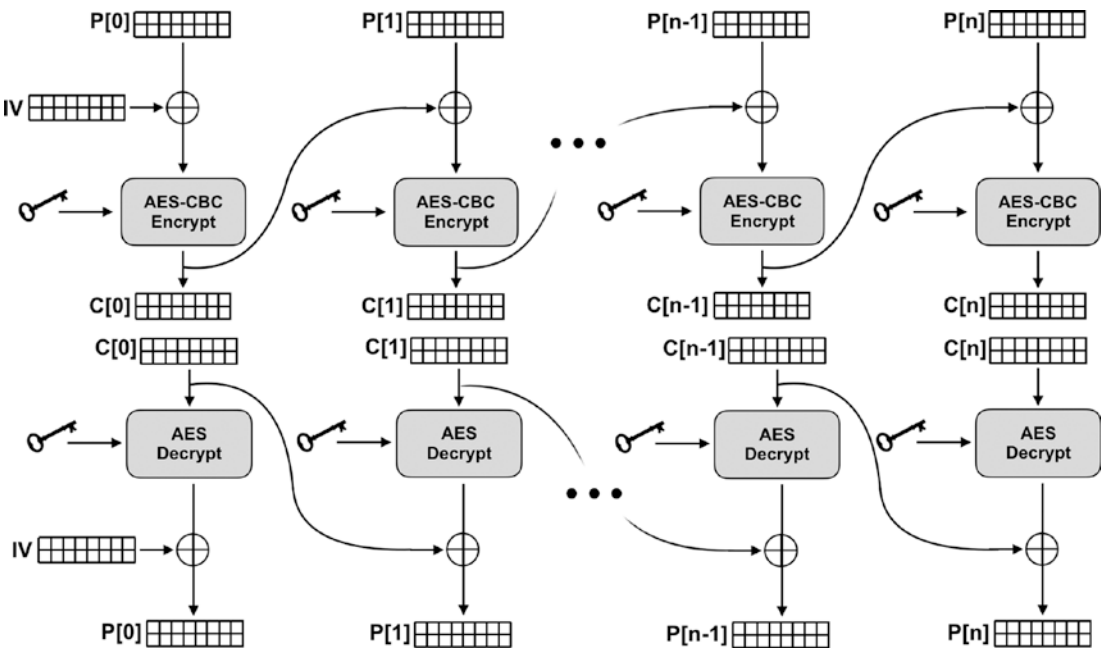 P[0] P[1] P[n-1] P[n]
IV
AES-CBC Encrypt
AES-CBC Encrypt
AES-CBC Encrypt
AES-CBC Encrypt
C[0] C[1] C[n-1] C[n]
C[0] C[1] C[n-1] C[n]
AES Decrypt
AES Decrypt
AES Decrypt
AES Decrypt
IV
P[0] P[1] P[n-1] P[n]